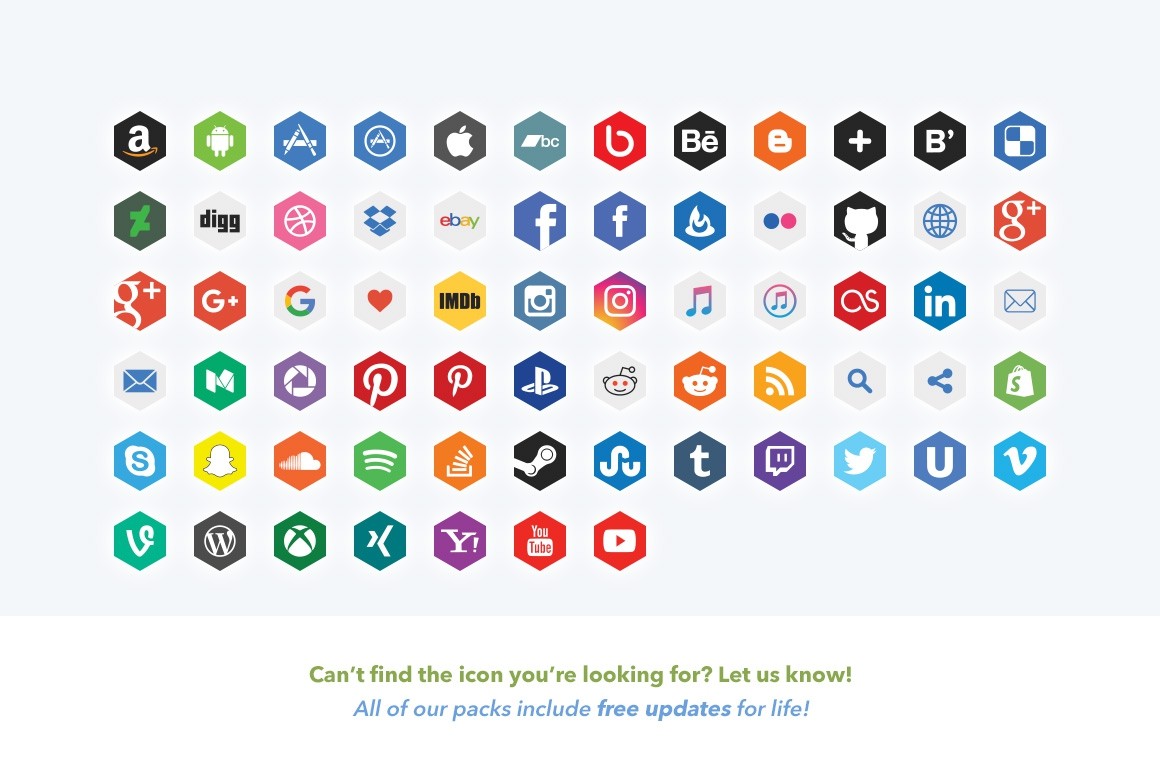 a
bc
b
Bē
B
B’
digg
ebay
f
f
g+
g+
G+
G
IMDb
in
S
S
t
U
W
Y!
You
Tube
Can’t find the icon you’re looking for? Let us know!
All of our packs include free updates for life!